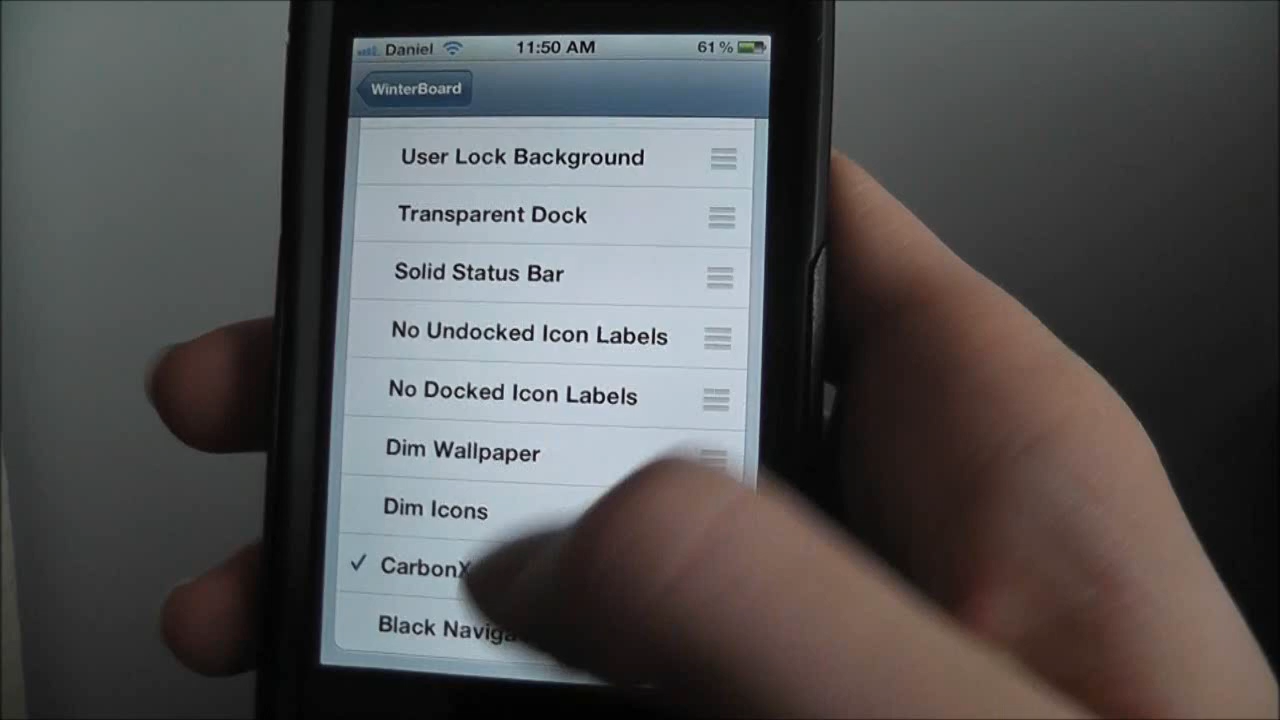 Daniel 11:50 AM 61%
WinterBoard
User Lock Background
Transparent Dock
Solid Status Bar
No Undocked Icon Labels
No Docked Icon Labels
Dim Wallpaper
Dim Icons
✓ CarbonX
Black Naviga